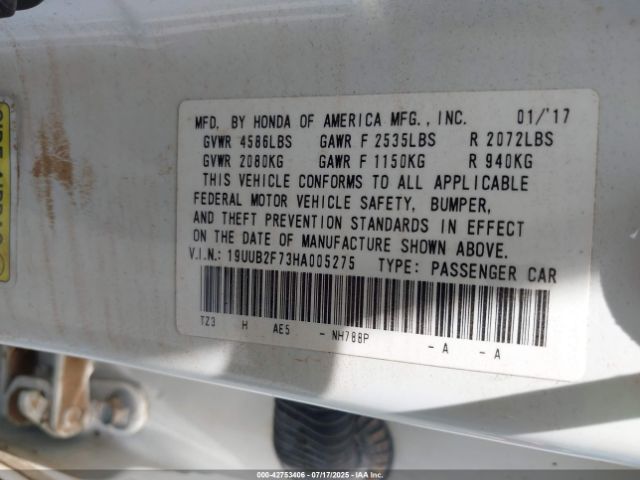 MFD. BY HONDA OF AMERICA MFG., INC. 01/'17
GVWR 4586LBS GAWR F 2535LBS R 2072LBS
GVWR 2080KG GAWR F 1150KG R 940KG
THIS VEHICLE CONFORMS TO ALL APPLICABLE
FEDERAL MOTOR VEHICLE SAFETY, BUMPER,
AND THEFT PREVENTION STANDARDS IN EFFECT
ON THE DATE OF MANUFACTURE SHOWN ABOVE.
V.I.N.: 19UUB2F73HA005275 TYPE: PASSENGER CAR
TZ3 H AE5 - NH788P - A - A
000-42753406 - 07/17/2025 - IAAI.COM